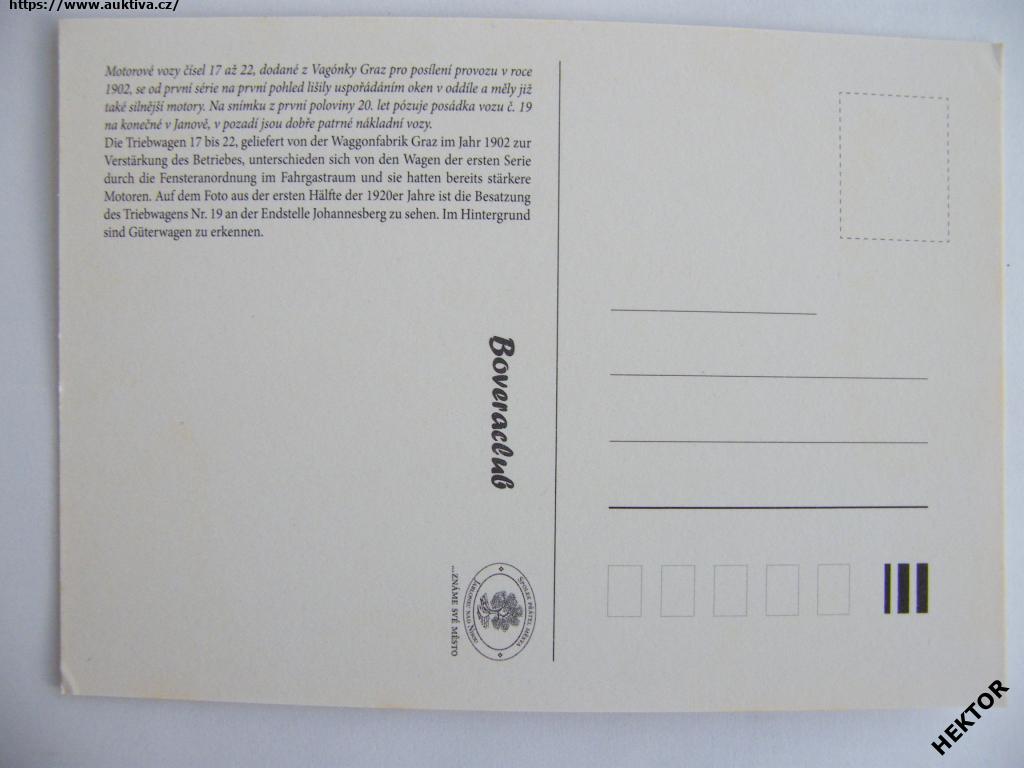 https://www.auktiva.cz/
Motorové vozy čísel 17 až 22, dodané z Vagónky Graz pro posílení provozu v roce
1902, se od první série na první pohled lišily uspořádáním oken v oddíle a měly již
také silnější motory. Na snímku z první poloviny 20. let pózuje posádka vozu č. 19
na konečné v Janově, v pozadí jsou dobře patrné nákladní vozy.
Die Triebwagen 17 bis 22, geliefert von der Waggonfabrik Graz im Jahr 1902 zur
Verstärkung des Betriebes, unterschieden sich von den Wagen der ersten Serie
durch die Fensteranordnung im Fahrgastraum und sie hatten bereits stärkere
Motoren. Auf dem Foto aus der ersten Hälfte der 1920er Jahre ist die Besatzung
des Triebwagens Nr. 19 an der Endstelle Johannesberg zu sehen. Im Hintergrund
sind Güterwagen zu erkennen.
Boveraclub
Spolek přátel města
Jablonec nad Nisou
...ZNÁME SVÉ MĚSTO
HEKTOR